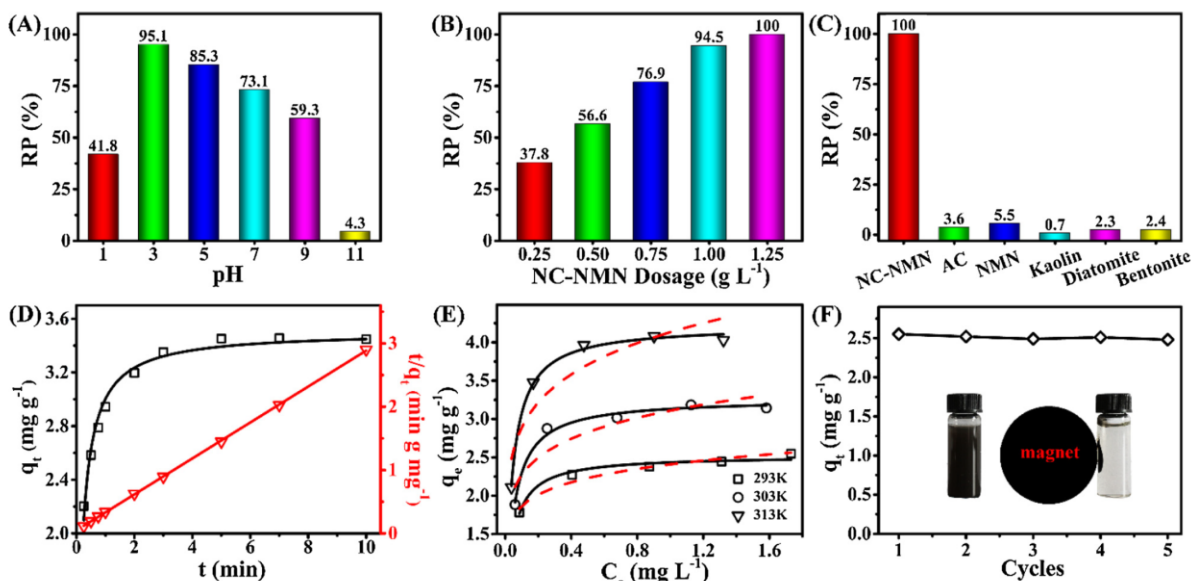 (A)
RP (%)
100
75
50
25
0
41.8
95.1
85.3
73.1
59.3
4.3
1 3 5 7 9 11
pH
(B)
RP (%)
100
75
50
25
0
37.8
56.6
76.9
94.5
100
0.25 0.50 0.75 1.00 1.25
NC-NMN Dosage (g L⁻¹)
(C)
RP (%)
100
75
50
25
0
100
3.6
5.5
0.7
2.3
2.4
NC-NMN AC NMN Kaolin Diatomite Bentonite
(D)
qₜ (mg g⁻¹)
3.6
3.2
2.8
2.4
2.0
0 2 4 6 8 10
t (min)
3
2
1
0
t/qₜ (min g mg⁻¹)
(E)
qₑ (mg g⁻¹)
4.0
3.5
3.0
2.5
2.0
1.5
0.0 0.4 0.8 1.2 1.6
Cₑ (mg L⁻¹)
293K
303K
313K
(F)
qₜ (mg g⁻¹)
2.5
2.0
1.5
1.0
0.5
0.0
1 2 3 4 5
Cycles
magnet